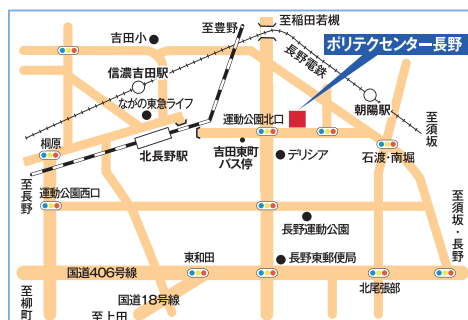 至稲田若槻
至豊野
吉田小
ポリテクセンター長野
長野電鉄
信濃吉田駅
ながの東急ライフ
朝陽駅
運動公園北口
至須坂
桐原
吉田東町
バス停
北長野駅
デリシア
石渡・南堀
至長野
運動公園西口
長野運動公園
至須坂・長野
東和田
長野東郵便局
国道406号線
北尾張部
至柳町
国道18号線
至上田